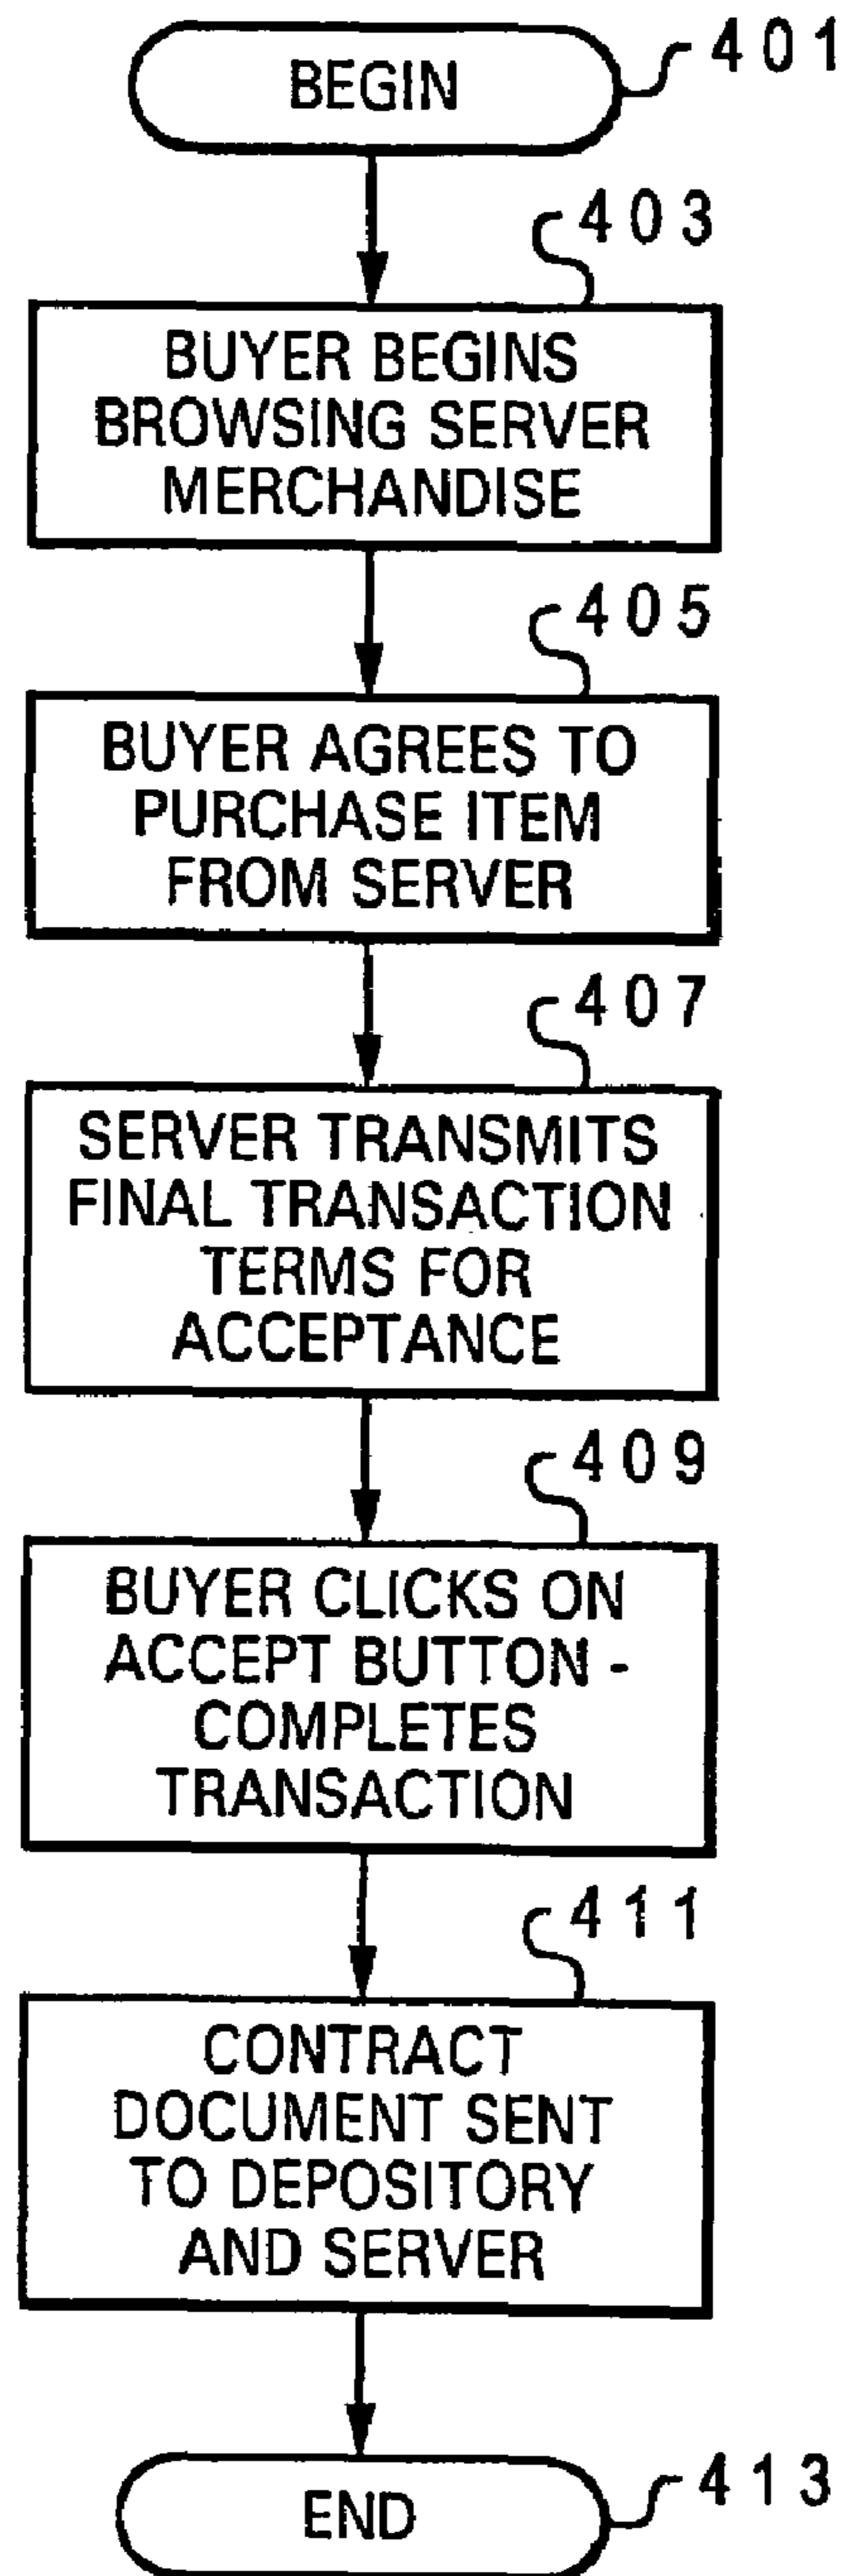 401
BEGIN
403
BUYER BEGINS
BROWSING SERVER
MERCHANDISE
405
BUYER AGREES TO
PURCHASE ITEM
FROM SERVER
407
SERVER TRANSMITS
FINAL TRANSACTION
TERMS FOR
ACCEPTANCE
409
BUYER CLICKS ON
ACCEPT BUTTON -
COMPLETES
TRANSACTION
411
CONTRACT
DOCUMENT SENT
TO DEPOSITORY
AND SERVER
413
END